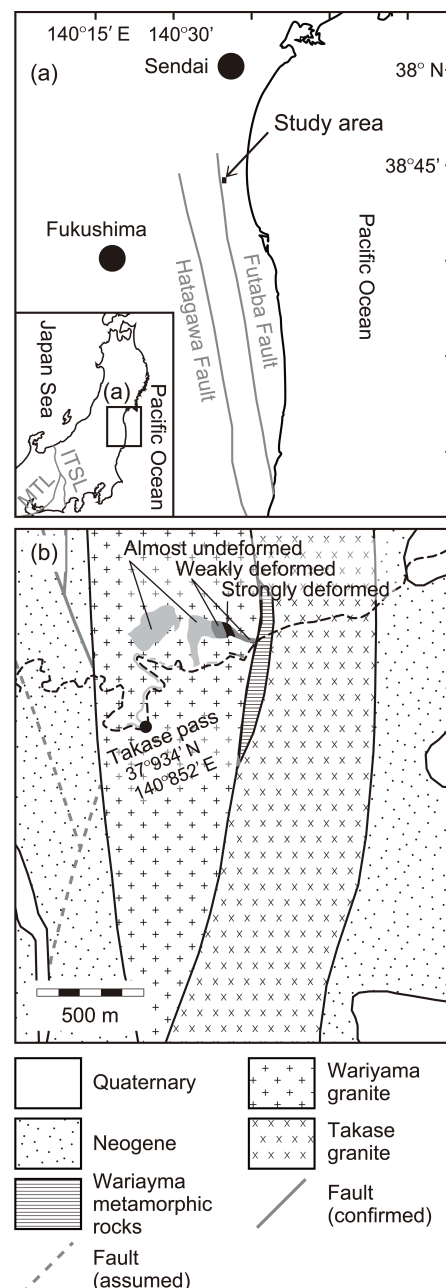 140°15′ E 140°30′
Sendai
(a)
38° N
Study area
38°45′
Fukushima
Hatagawa Fault
Futaba Fault
Pacific Ocean
Japan Sea
(a)
Pacific Ocean
MTL
ITSL
(b)
Almost undeformed
Weakly deformed
Strongly deformed
Takase pass
37°934′ N
140°852′ E
500 m
Quaternary
Wariyama
granite
Neogene
Takase
granite
Wariayma
metamorphic
rocks
Fault
(confirmed)
Fault
(assumed)